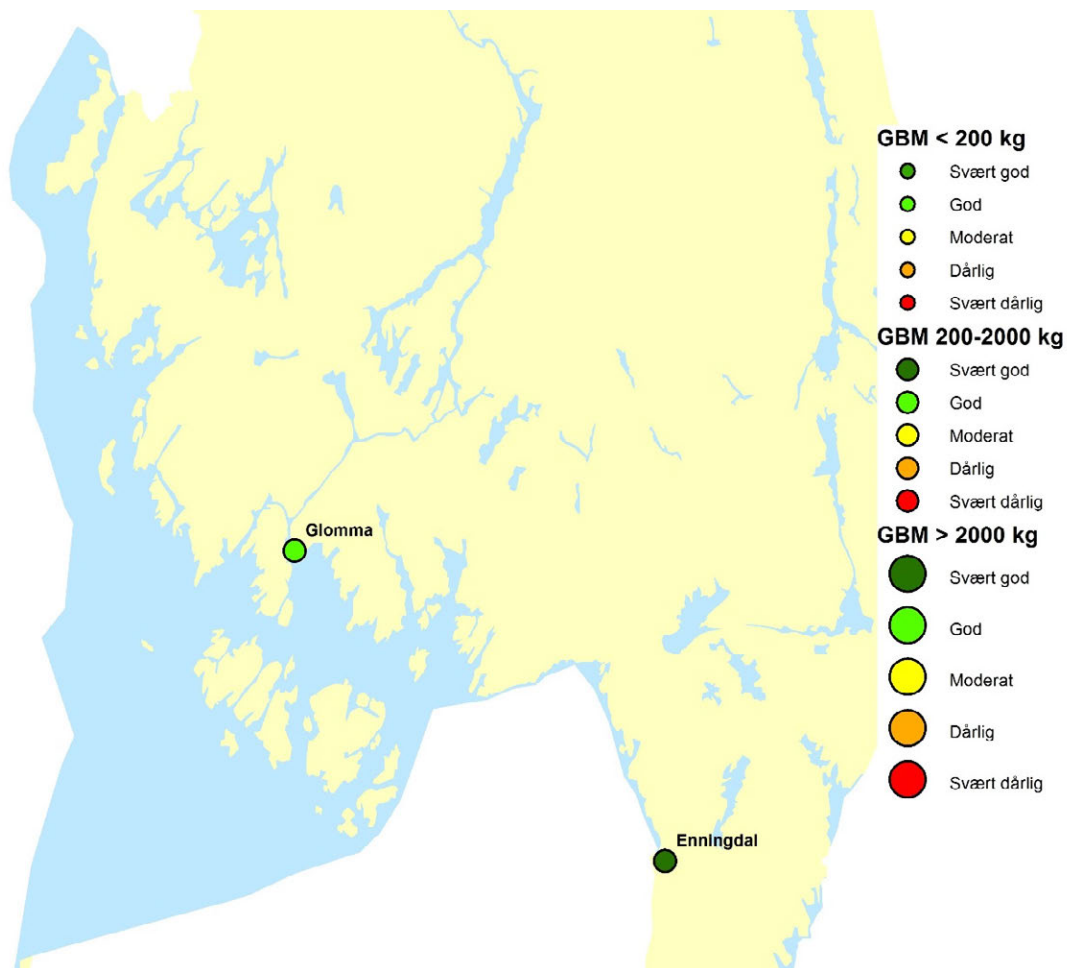 GBM < 200 kg
Svært god
God
Moderat
Dårlig
Svært dårlig
GBM 200-2000 kg
Svært god
God
Moderat
Dårlig
Svært dårlig
GBM > 2000 kg
Svært god
God
Moderat
Dårlig
Svært dårlig
Glomma
Enningdal